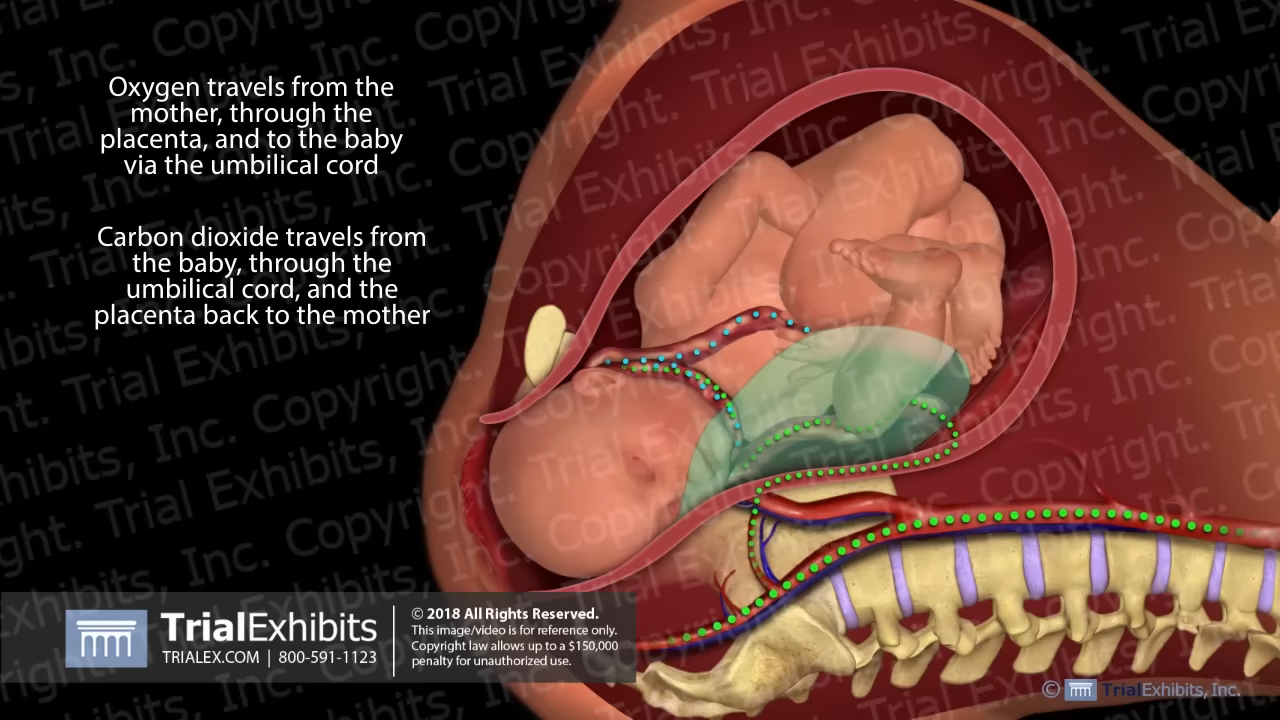 Oxygen travels from the
mother, through the
placenta, and to the baby
via the umbilical cord
Carbon dioxide travels from
the baby, through the
umbilical cord, and the
placenta back to the mother
TrialExhibits
TRIALEX.COM | 800-591-1123
© 2018 All Rights Reserved.
This image/video is for reference only.
Copyright law allows up to a $150,000
penalty for unauthorized use.
© TrialExhibits, Inc.
Trial Exhibits, Inc. Copyright.